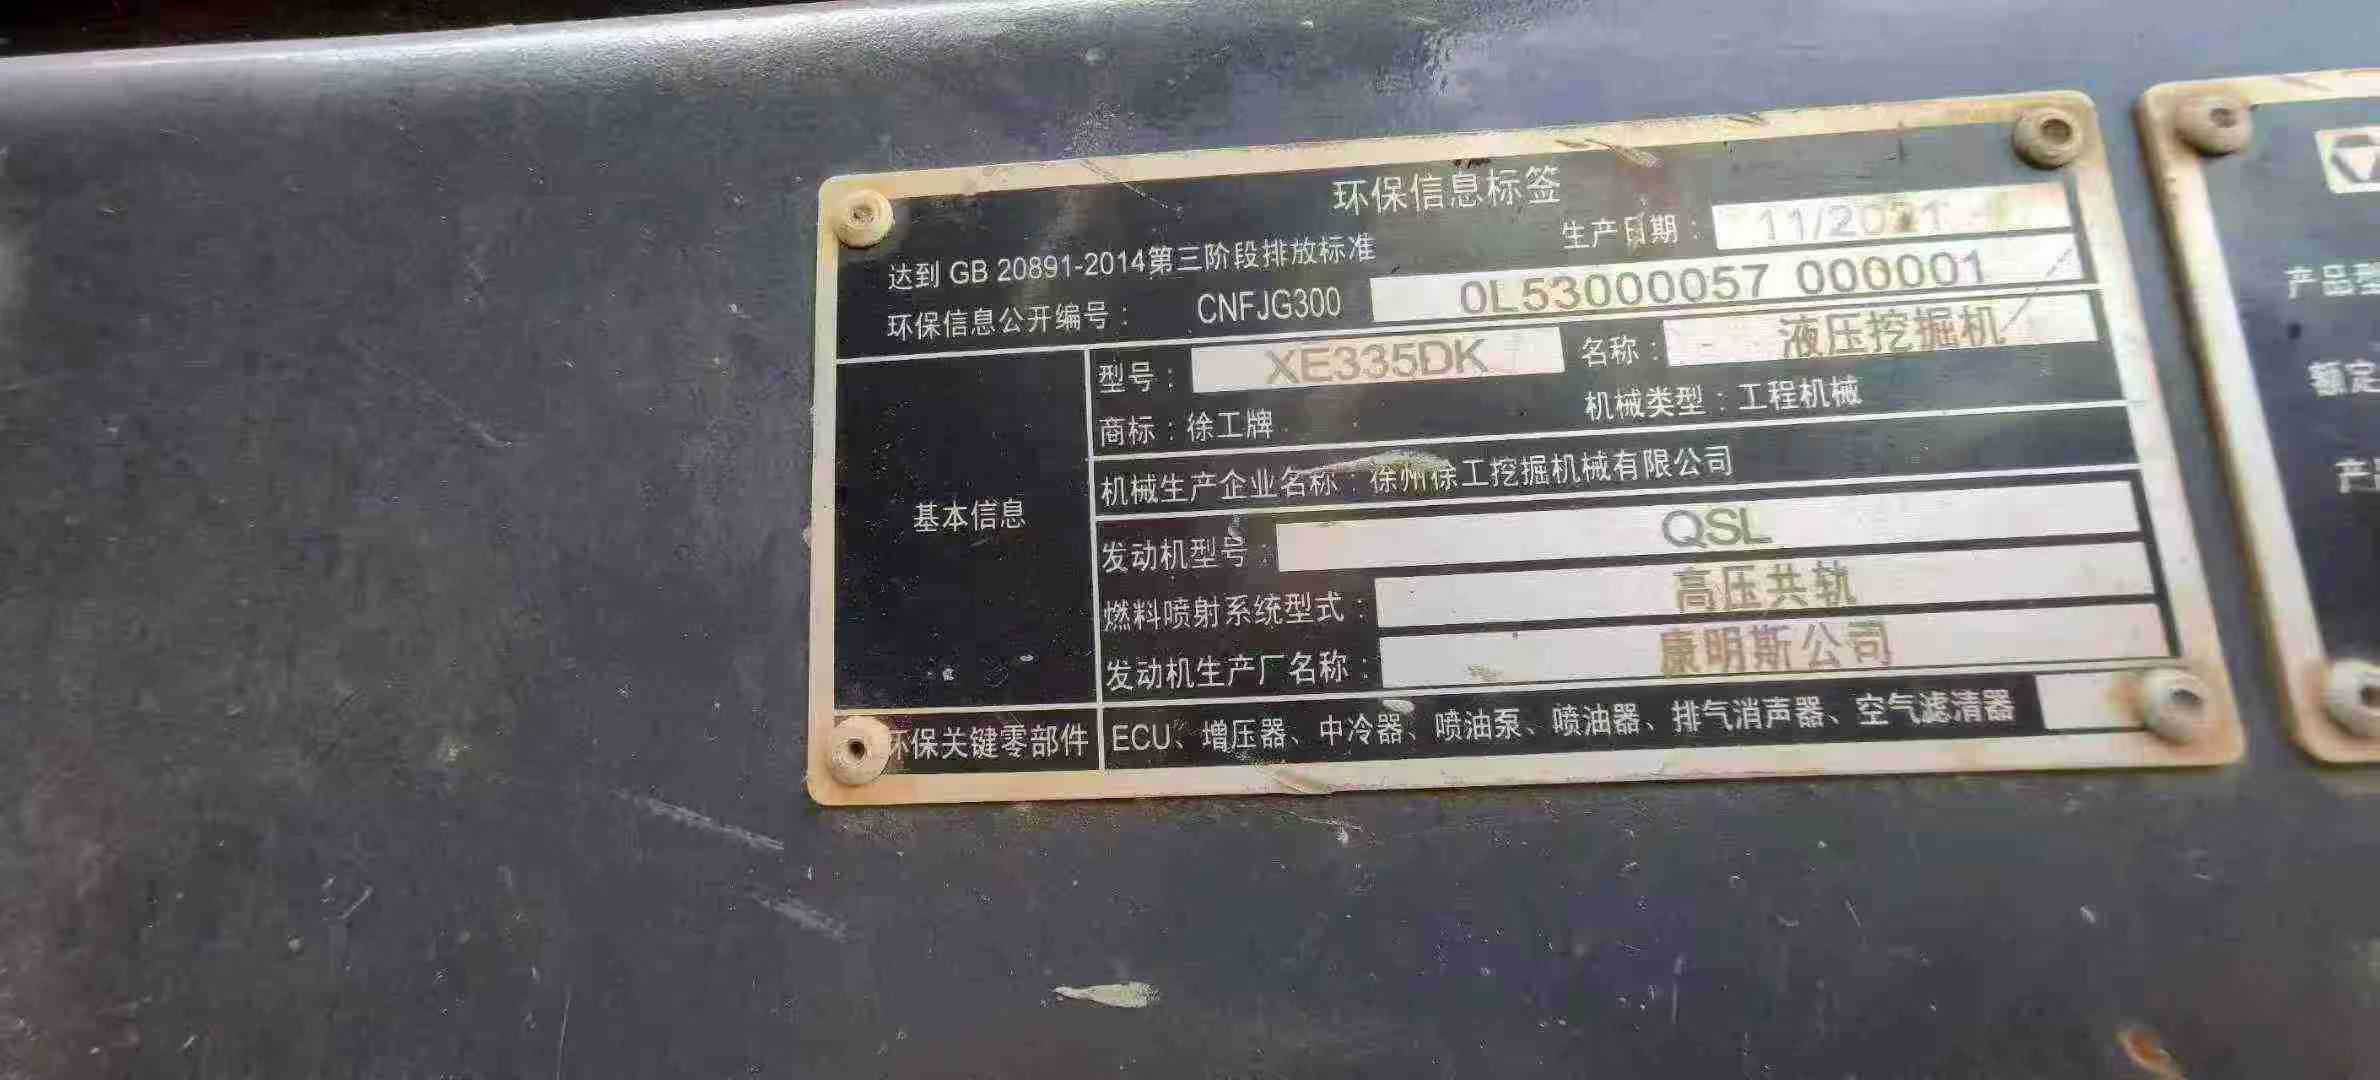 环保信息标签
达到 GB 20891-2014第三阶段排放标准 生产日期： 11/2021
环保信息公开编号： CNFJG300 0L53000057 000001
基本信息
型号： XE335DK 名称： 液压挖掘机
商标：徐工牌 机械类型：工程机械
机械生产企业名称：徐州徐工挖掘机械有限公司
发动机型号： QSL
燃料喷射系统型式： 高压共轨
发动机生产厂名称： 康明斯公司
环保关键零部件 ECU、增压器、中冷器、喷油泵、喷油器、排气消声器、空气滤清器
产品型
额定
产品